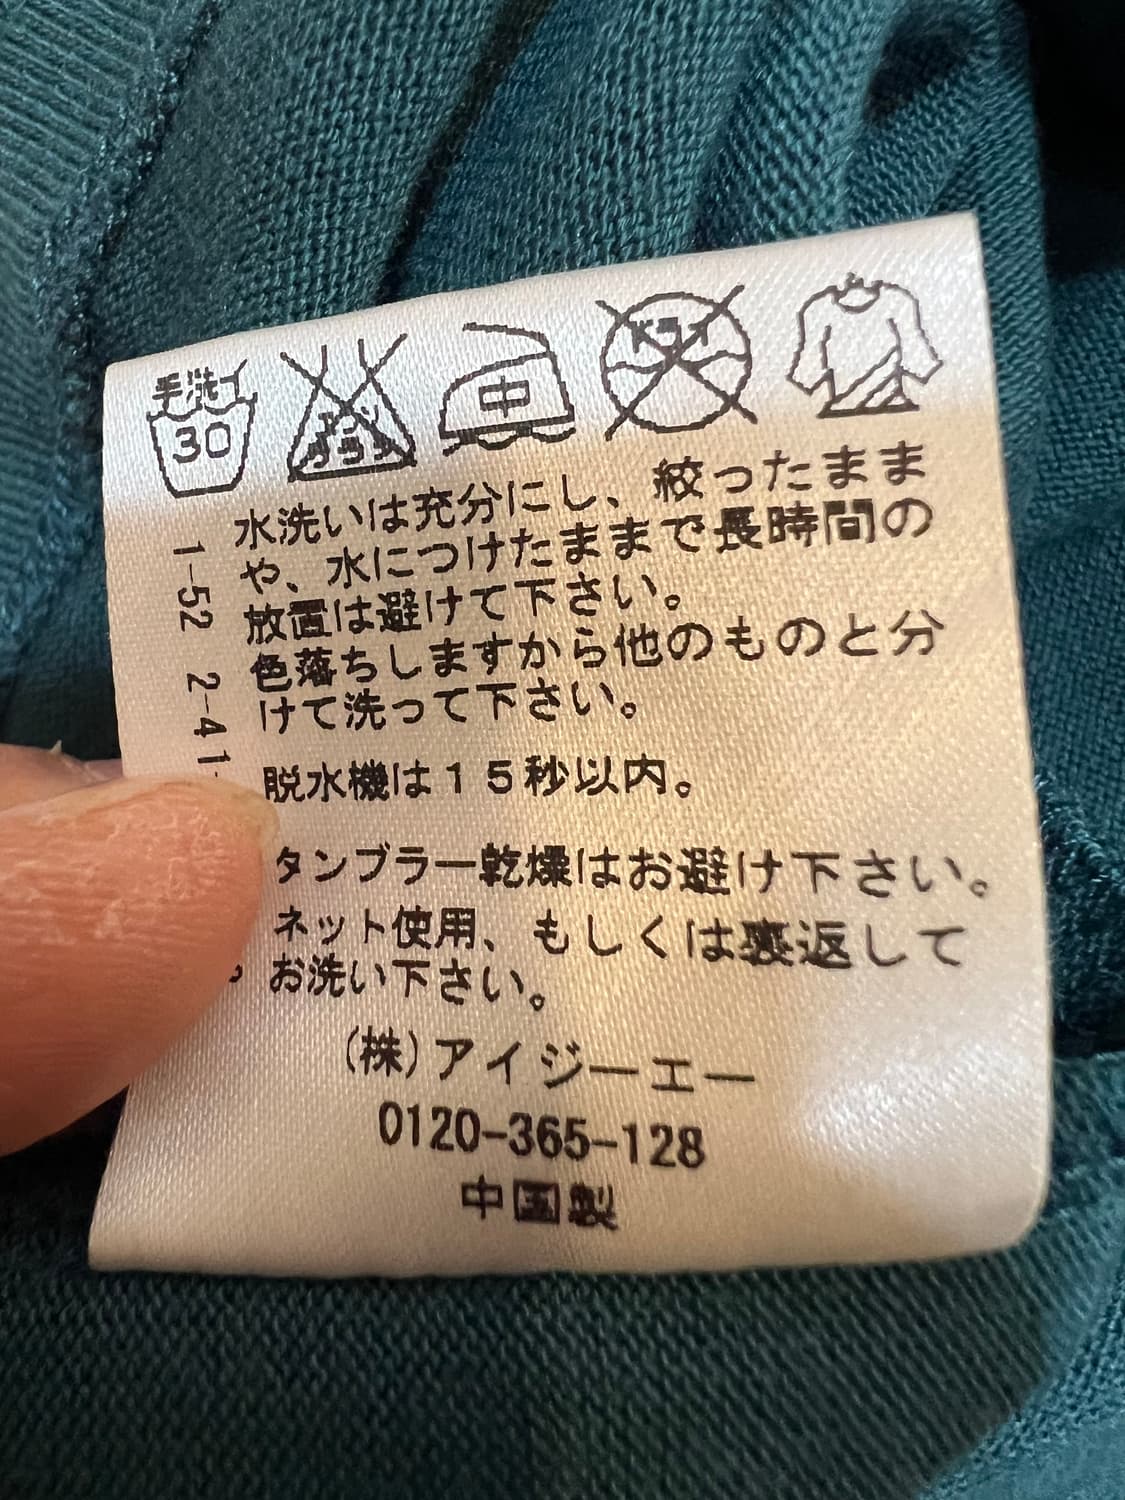 手洗イ
30
中
水洗いは充分にし、絞ったまま
や、水につけたままで長時間の
放置は避けて下さい。
色落ちしますから他のものと分
けて洗って下さい。
脱水機は15秒以内。
タンブラー乾燥はお避け下さい。
ネット使用、もしくは裏返して
お洗い下さい。
(株)アイジーエー
0120-365-128
中国製
1-52 2-41